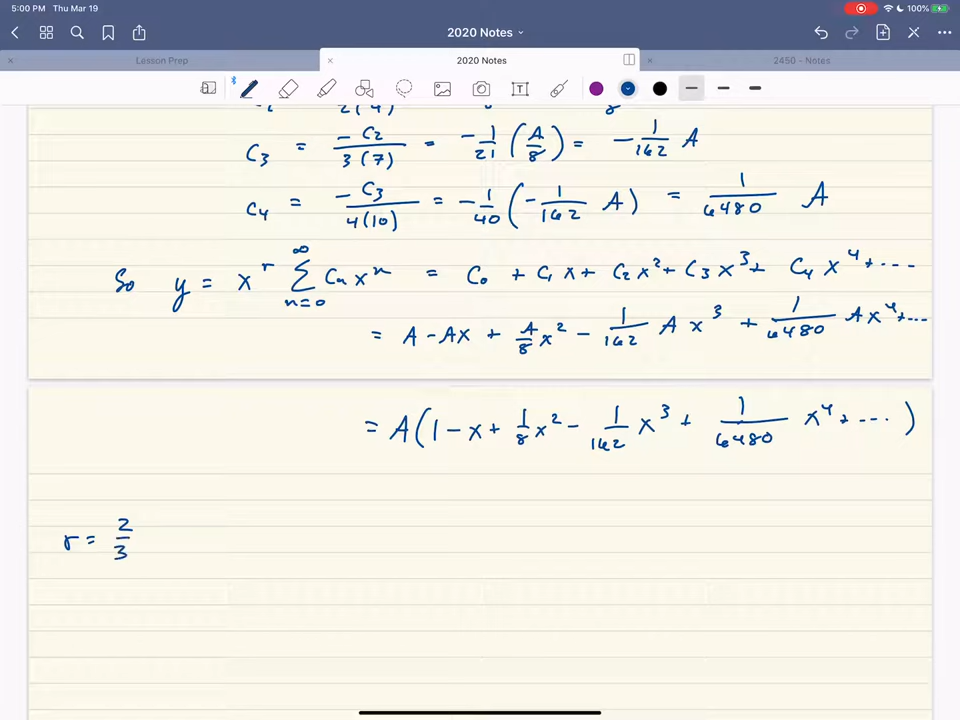 5:00 PM Thu Mar 19
100%
2020 Notes
Lesson Prep
2020 Notes
2450 - Notes
C₃ = -C₂ / 3(7) = -1/21 (A/8) = -1/162 A
C₄ = -C₃ / 4(10) = -1/40 (-1/162 A) = 1/6480 A
So y = x^r ∑_{n=0}^{∞} Cₙxⁿ = C₀ + C₁x + C₂x² + C₃x³ + C₄x⁴ + ....
= A - Ax + A/8 x² - 1/162 A x³ + 1/6480 Ax⁴ + ...
= A(1 - x + 1/8 x² - 1/162 x³ + 1/6480 x⁴ + ....)
r = 2/3